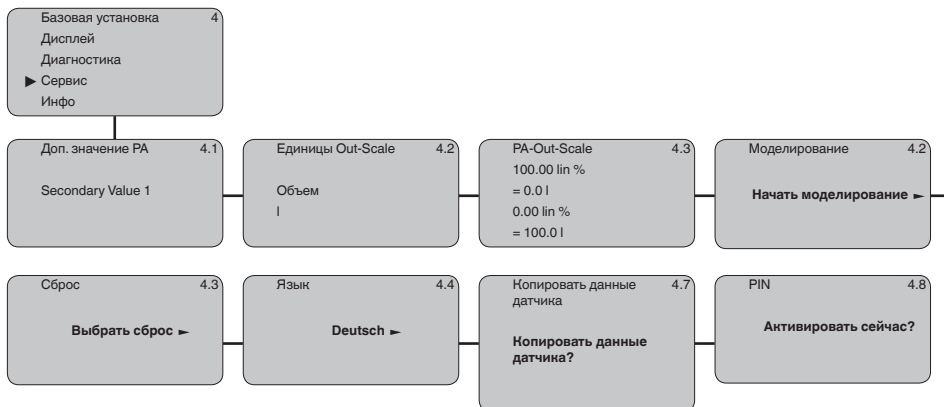 Базовая установка 4
Дисплей
Диагностика
▶ Сервис
Инфо
Доп. значение PA 4.1
Secondary Value 1
Единицы Out-Scale 4.2
Объем
l
PA-Out-Scale 4.3
100.00 lin %
= 0.0 l
0.00 lin %
= 100.0 l
Моделирование 4.2
Начать моделирование ►
Сброс 4.3
Выбрать сброс ►
Язык 4.4
Deutsch ►
Копировать данные 4.7
датчика
Копировать данные
датчика?
PIN 4.8
Активировать сейчас?